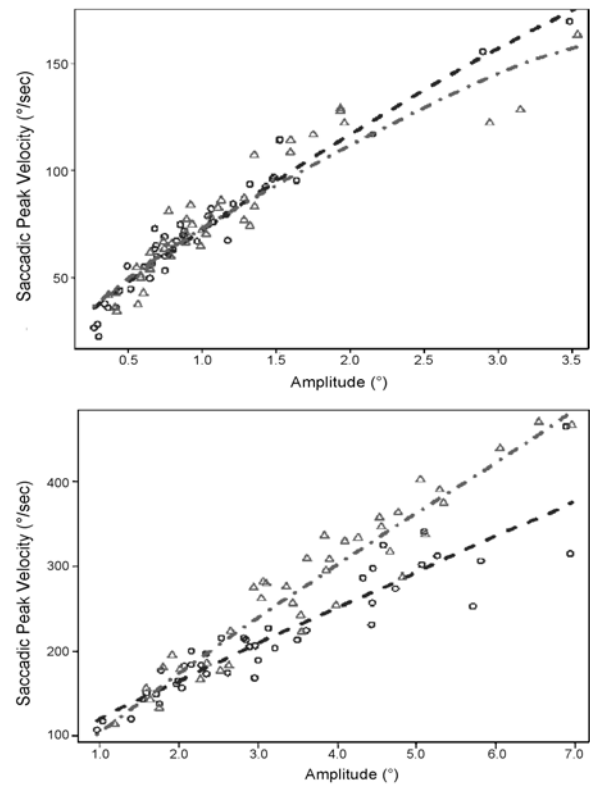 Saccadic Peak Velocity (°/sec)
150
100
50
0.5 1.0 1.5 2.0 2.5 3.0 3.5
Amplitude (°)
Saccadic Peak Velocity (°/sec)
400
300
200
100
1.0 2.0 3.0 4.0 5.0 6.0 7.0
Amplitude (°)